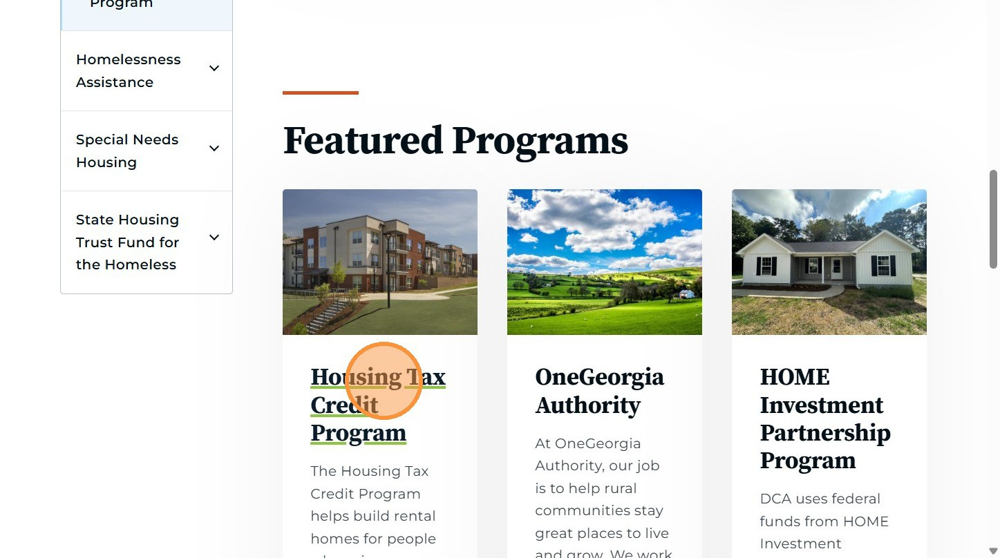 Program
Homelessness
Assistance
Special Needs
Housing
State Housing
Trust Fund for
the Homeless
Featured Programs
Housing Tax
Credit
Program
The Housing Tax
Credit Program
helps build rental
homes for people
OneGeorgia
Authority
At OneGeorgia
Authority, our job
is to help rural
communities stay
great places to live
and grow. We work
HOME
Investment
Partnership
Program
DCA uses federal
funds from HOME
Investment